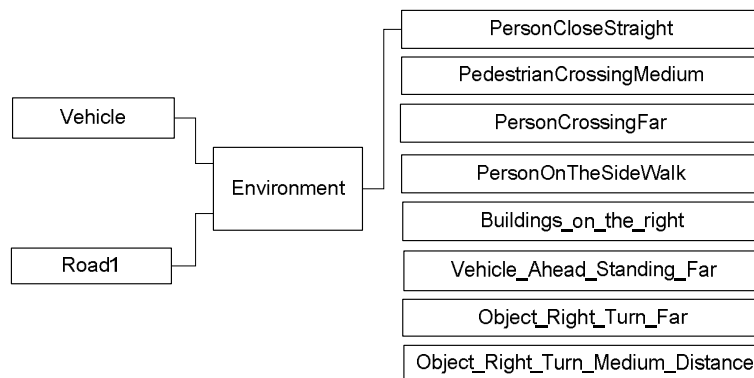 PersonCloseStraight
PedestrianCrossingMedium
Vehicle
PersonCrossingFar
PersonOnTheSideWalk
Environment
Buildings_on_the_right
Road1
Vehicle_Ahead_Standing_Far
Object_Right_Turn_Far
Object_Right_Turn_Medium_Distance